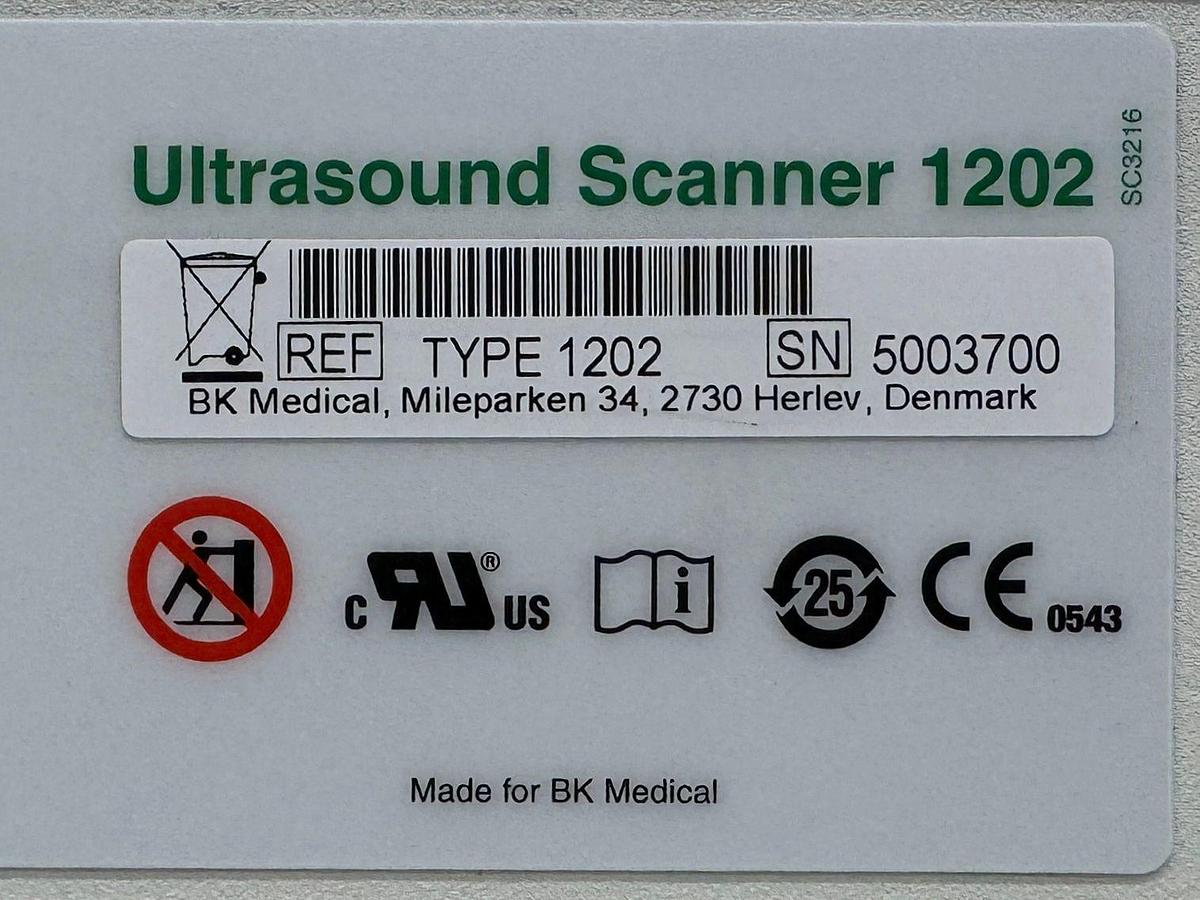 Ultrasound Scanner 1202
SC3216
REF TYPE 1202 SN 5003700
BK Medical, Mileparken 34, 2730 Herlev, Denmark
C RU® US i 25 CE 0543
Made for BK Medical